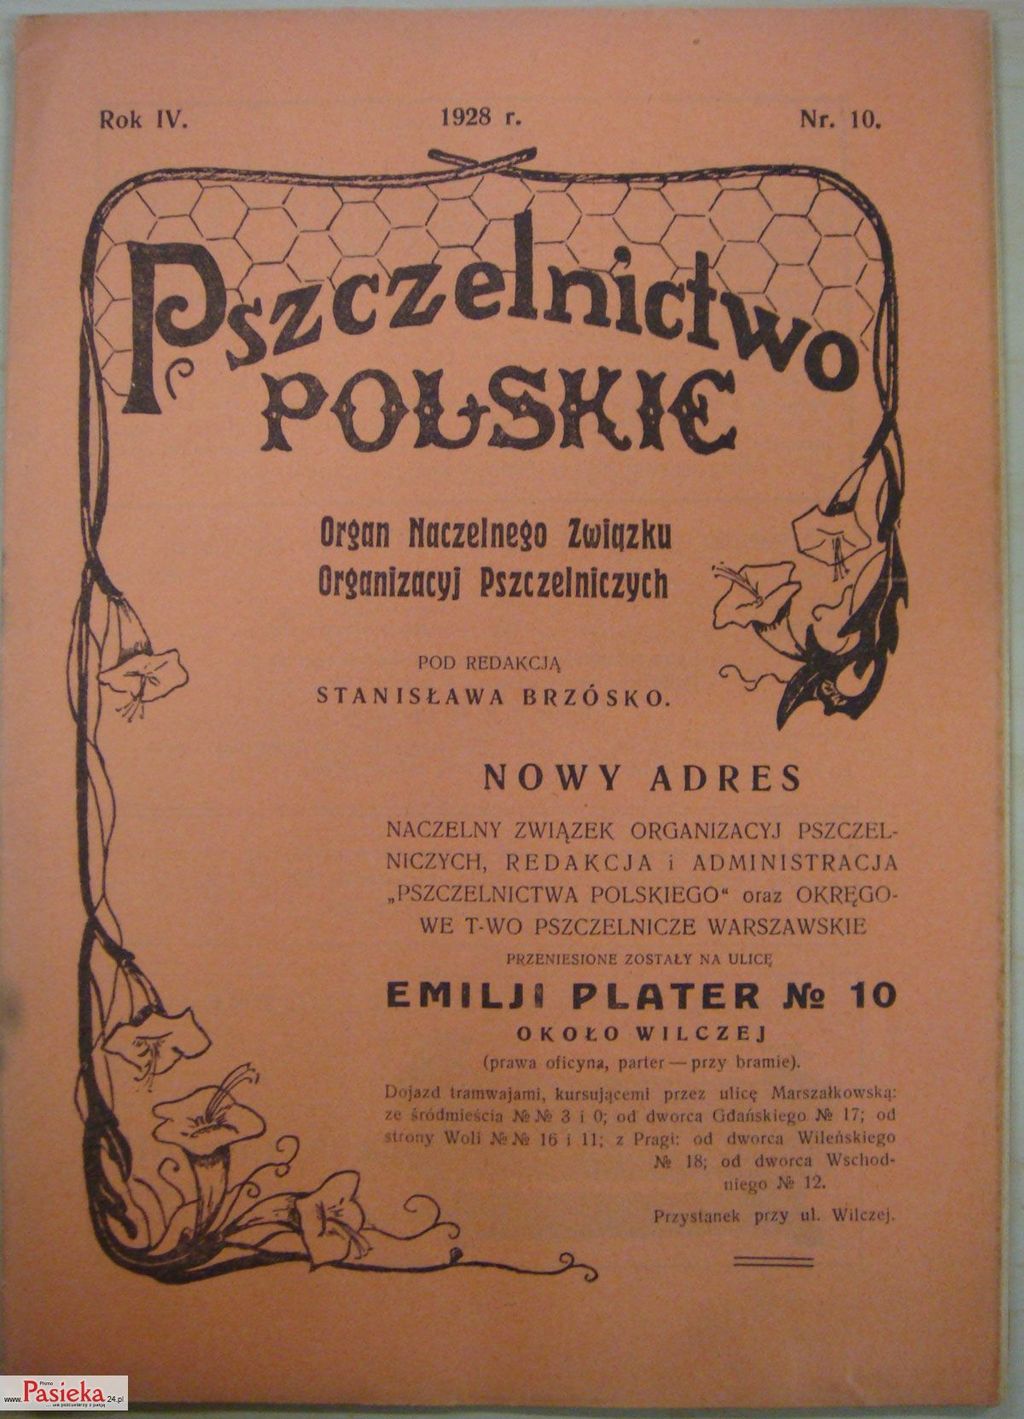 Rok IV. 1928 r. Nr. 10.
Pszczelnictwo
POLSKIE
Organ Naczelnego Związku
Organizacyj Pszczelniczych
POD REDAKCJĄ
STANISŁAWA BRZÓSKO.
NOWY ADRES
NACZELNY ZWIĄZEK ORGANIZACYJ PSZCZEL-
NICZYCH, REDAKCJA i ADMINISTRACJA
„PSZCZELNICTWA POLSKIEGO“ oraz OKRĘGO-
WE T-WO PSZCZELNICZE WARSZAWSKIE
PRZENIESIONE ZOSTAŁY NA ULICĘ
EMILJI PLATER № 10
OKOŁO WILCZEJ
(prawa oficyna, parter — przy bramie).
Dojazd tramwajami, kursującemi przez ulicę Marszałkowską:
ze śródmieścia №№ 3 i 0; od dworca Gdańskiego № 17; od
strony Woli №№ 16 i 11; z Pragi: od dworca Wileńskiego
№ 18; od dworca Wschod-
niego № 12.
Przystanek przy ul. Wilczej.
Pismo
www.Pasieka24.pl